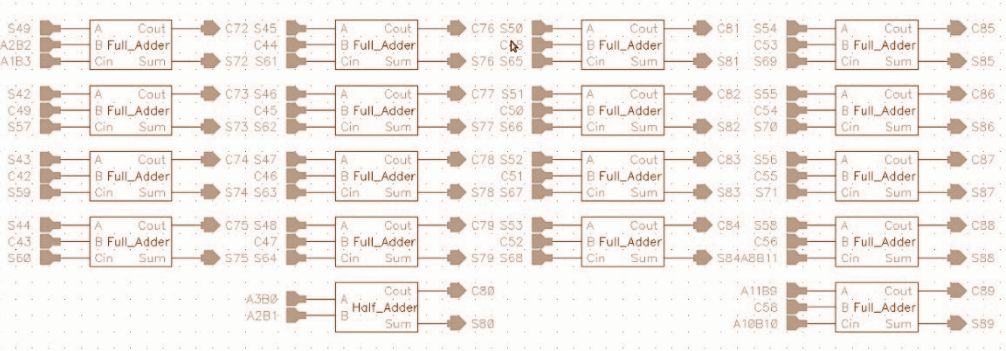 S49 A Cout C72 S45 A Cout C76 S50 A Cout C81 S54 A Cout C85
A2B2 B Full_Adder C44 B Full_Adder B Full_Adder C53 B Full_Adder
A1B3 Cin Sum S72 S61 Cin Sum S76 S65 Cin Sum S81 S69 Cin Sum S85
S42 A Cout C73 S46 A Cout C77 S51 A Cout C82 S55 A Cout C86
C49 B Full_Adder C45 B Full_Adder C50 B Full_Adder C54 B Full_Adder
S57 Cin Sum S73 S62 Cin Sum S77 S66 Cin Sum S82 S70 Cin Sum S86
S43 A Cout C74 S47 A Cout C78 S52 A Cout C83 S56 A Cout C87
C42 B Full_Adder C46 B Full_Adder C51 B Full_Adder C55 B Full_Adder
S59 Cin Sum S74 S63 Cin Sum S78 S67 Cin Sum S83 S71 Cin Sum S87
S44 A Cout C75 S48 A Cout C79 S53 A Cout C84 S58 A Cout C88
C43 B Full_Adder C47 B Full_Adder C52 B Full_Adder C56 B Full_Adder
S60 Cin Sum S75 S64 Cin Sum S79 S68 Cin Sum S84 A8B11 Cin Sum S88
A3B0 A Cout C80 A11B9 A Cout C89
A2B1 B Half_Adder C58 B Full_Adder
Sum S80 A10B10 Cin Sum S89